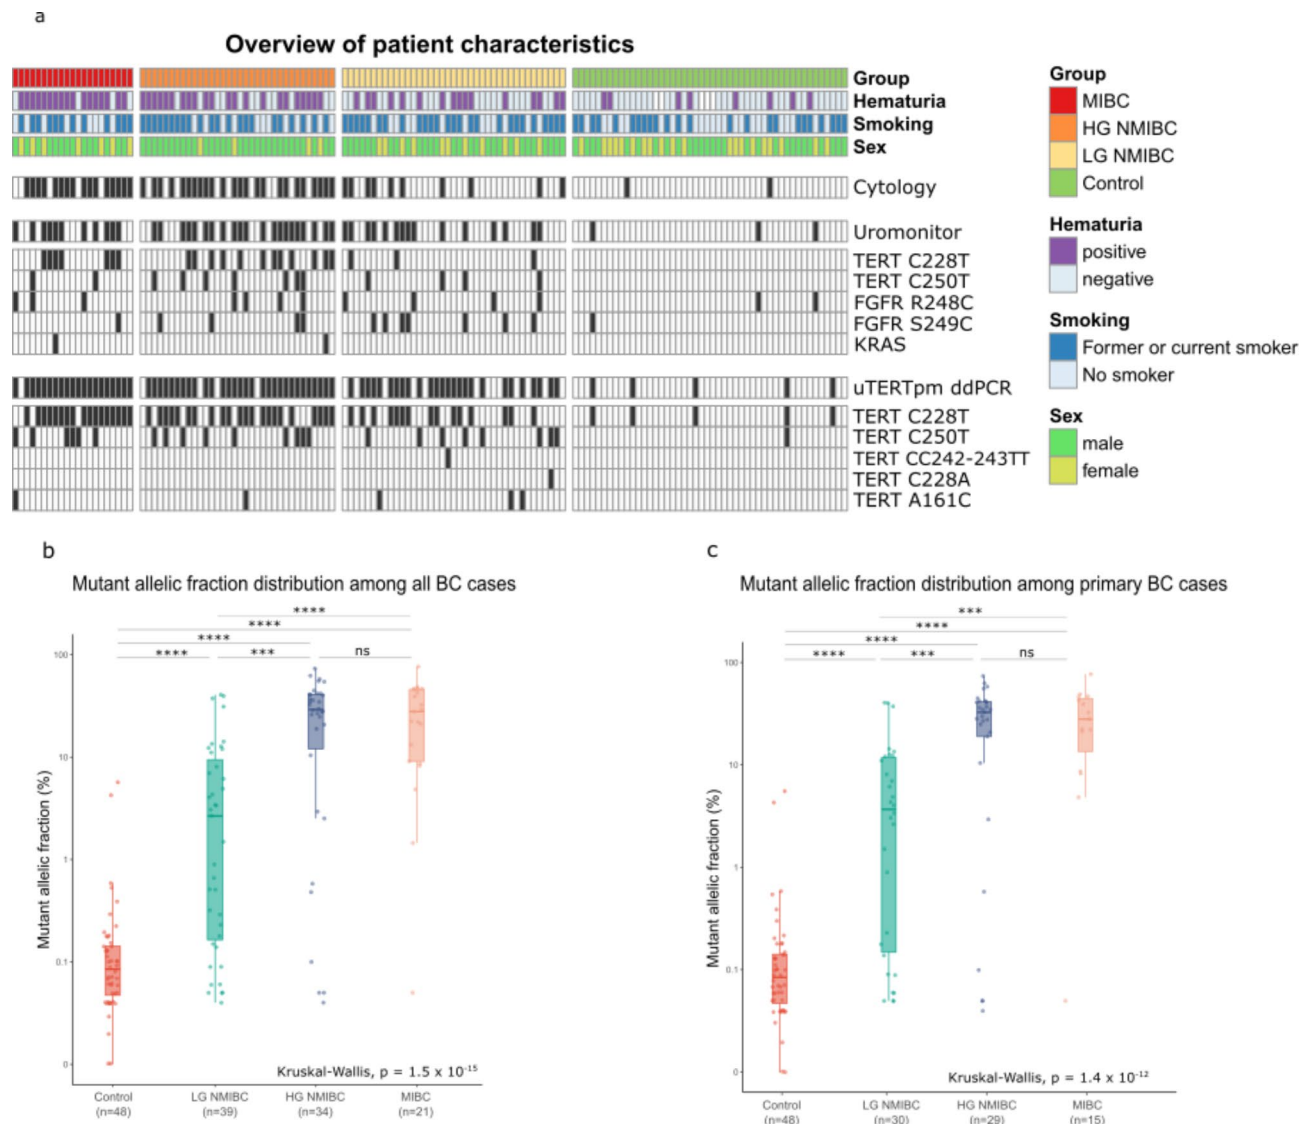 a
Overview of patient characteristics
Group
Hematuria
Smoking
Sex
Cytology
Uromonitor
TERT C228T
TERT C250T
FGFR R248C
FGFR S249C
KRAS
uTERTpm ddPCR
TERT C228T
TERT C250T
TERT CC242-243TT
TERT C228A
TERT A161C
Group
MIBC
HG NMIBC
LG NMIBC
Control
Hematuria
positive
negative
Smoking
Former or current smoker
No smoker
Sex
male
female
b
Mutant allelic fraction distribution among all BC cases
****
****
****
**** *** ns
Mutant allelic fraction (%)
100
10
1
0.1
0
Kruskal-Wallis, p = 1.5 x 10⁻¹⁵
Control LG NMIBC HG NMIBC MIBC
(n=48) (n=39) (n=34) (n=21)
c
Mutant allelic fraction distribution among primary BC cases
***
****
****
**** *** ns
Mutant allelic fraction (%)
100
10
1
0.1
0
Kruskal-Wallis, p = 1.4 x 10⁻¹²
Control LG NMIBC HG NMIBC MIBC
(n=48) (n=30) (n=29) (n=15)